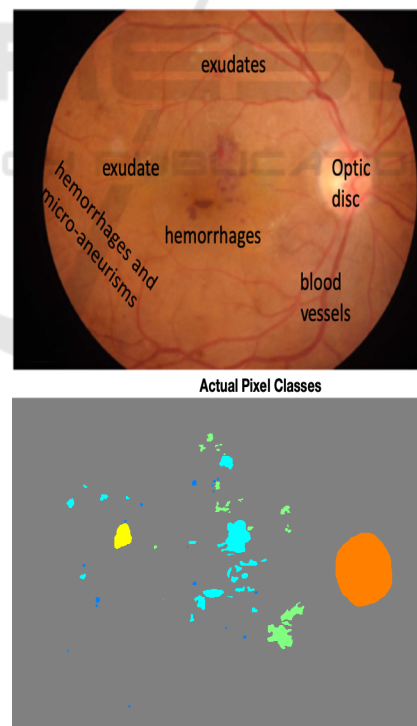 exudates
exudate
Optic
disc
hemorrhages and
micro-aneurisms
hemorrhages
blood
vessels
Actual Pixel Classes